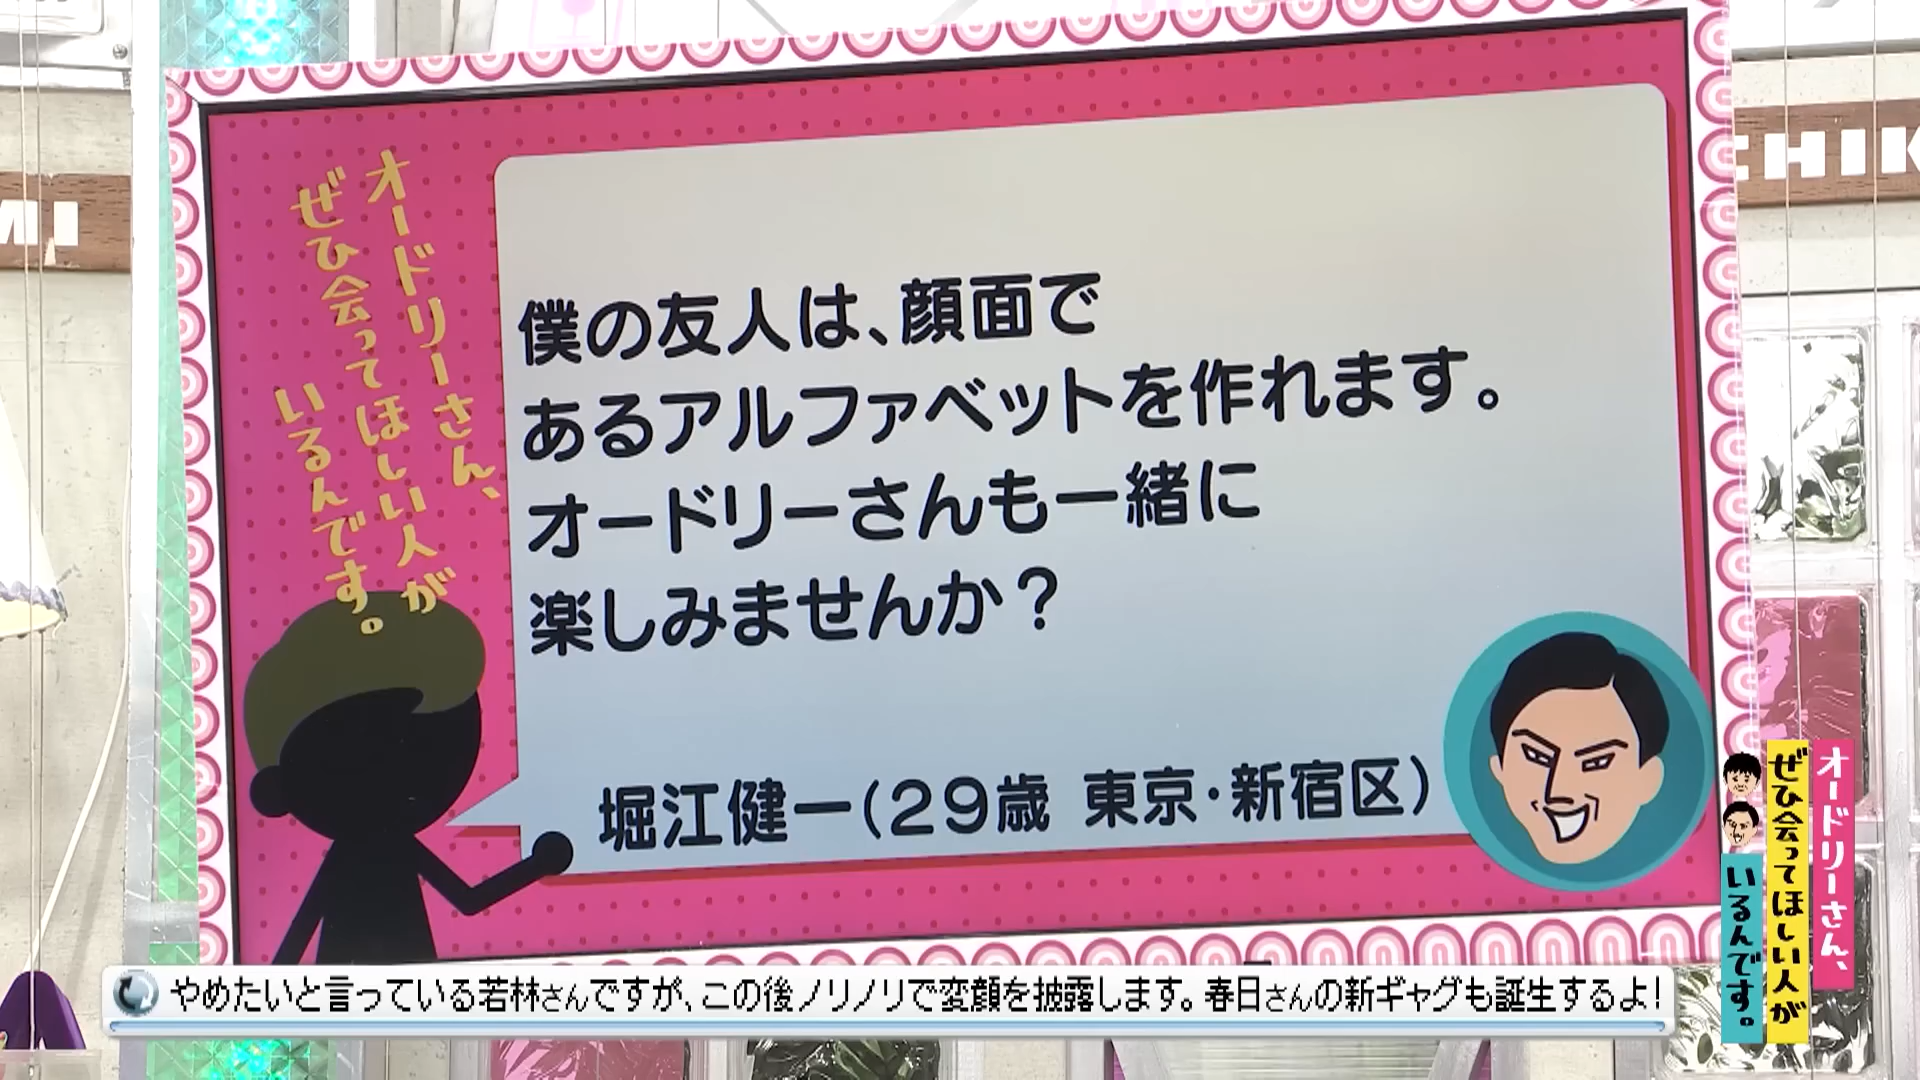 オードリーさん、
ぜひ会ってほしい人が
いるんです。
僕の友人は、顔面で
あるアルファベットを作れます。
オードリーさんも一緒に
楽しみませんか？
堀江健一(29歳 東京・新宿区)
CHIK
MI
オードリーさん、
ぜひ会ってほしい人が
いるんです。
やめたいと言っている若林さんですが、この後ノリノリで変顔を披露します。春日さんの新ギャグも誕生するよ！